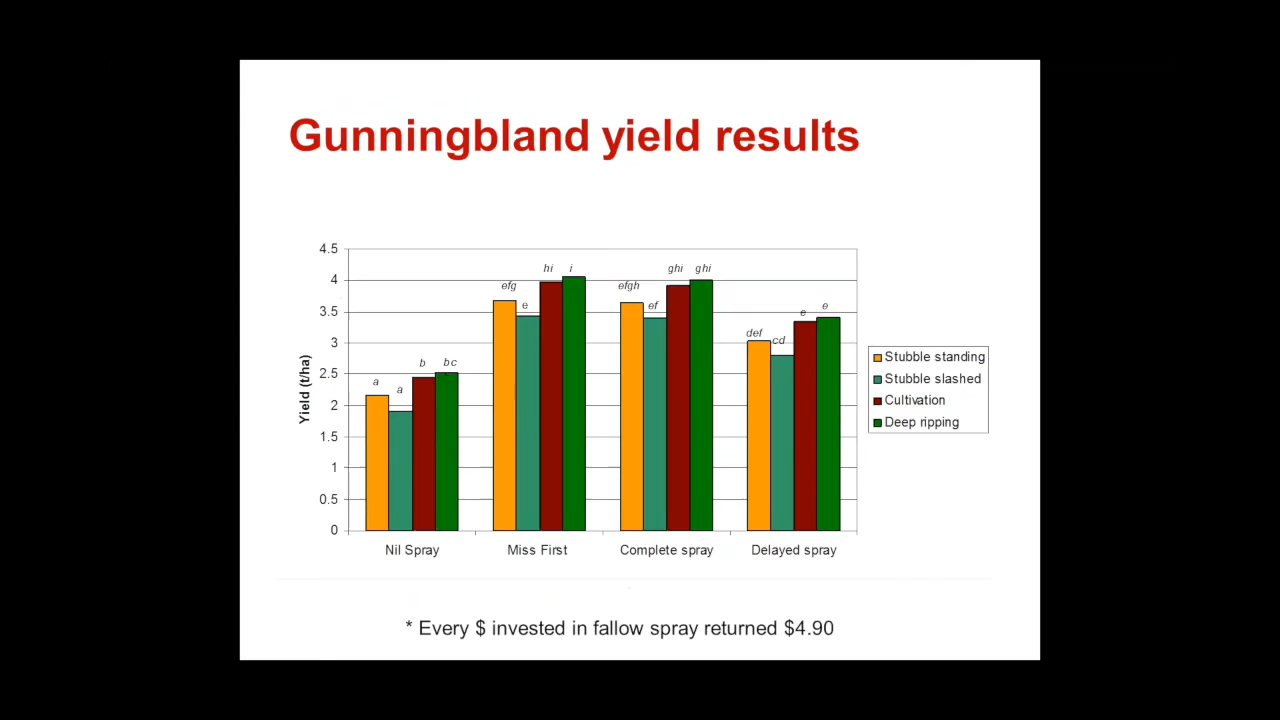 Gunningbland yield results
4.5
4
3.5
3
2.5
2
1.5
1
0.5
0
Yield (t/ha)
a
a
b
bc
efg
e
hi
i
efgh
ef
ghi
ghi
def
cd
e
e
Nil Spray
Miss First
Complete spray
Delayed spray
Stubble standing
Stubble slashed
Cultivation
Deep ripping
* Every $ invested in fallow spray returned $4.90